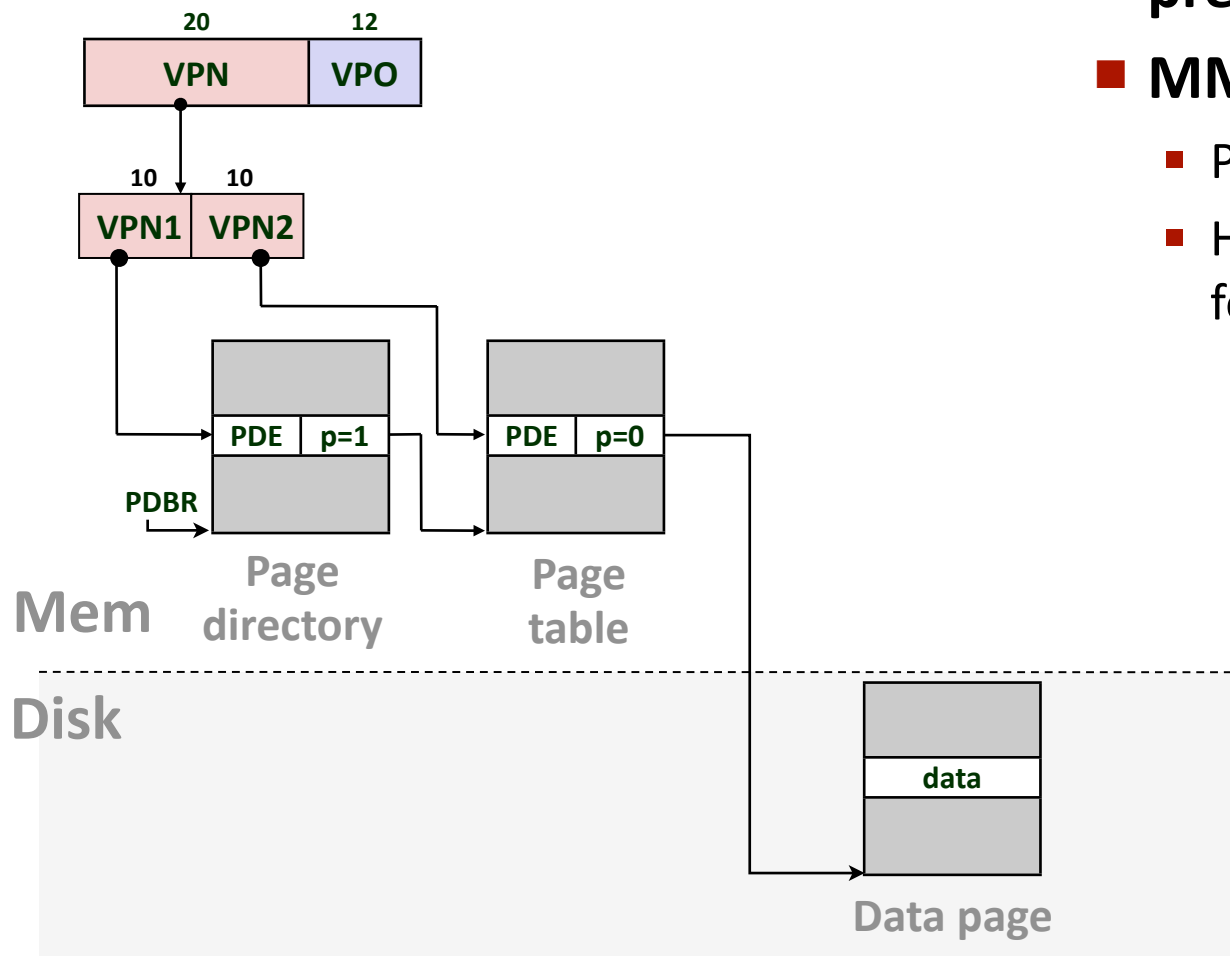 20 12
VPN VPO
10 10
VPN1 VPN2
PDE p=1 PDE p=0
PDBR
Page
directory
Page
table
Mem
Disk
data
Data page